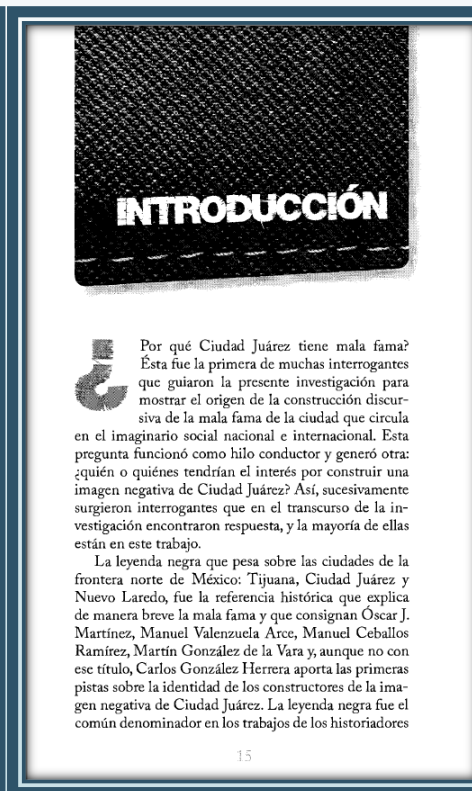 INTRODUCCIÓN
¿Por qué Ciudad Juárez tiene mala fama?
Ésta fue la primera de muchas interrogantes
que guiaron la presente investigación para
mostrar el origen de la construcción discur-
siva de la mala fama de la ciudad que circula
en el imaginario social nacional e internacional. Esta
pregunta funcionó como hilo conductor y generó otra:
¿quién o quiénes tendrían el interés por construir una
imagen negativa de Ciudad Juárez? Así, sucesivamente
surgieron interrogantes que en el transcurso de la in-
vestigación encontraron respuesta, y la mayoría de ellas
están en este trabajo.
La leyenda negra que pesa sobre las ciudades de la
frontera norte de México: Tijuana, Ciudad Juárez y
Nuevo Laredo, fue la referencia histórica que explica
de manera breve la mala fama y que consignan Óscar J.
Martínez, Manuel Valenzuela Arce, Manuel Ceballos
Ramírez, Martín González de la Vara y, aunque no con
ese título, Carlos González Herrera aporta las primeras
pistas sobre la identidad de los constructores de la ima-
gen negativa de Ciudad Juárez. La leyenda negra fue el
común denominador en los trabajos de los historiadores
15